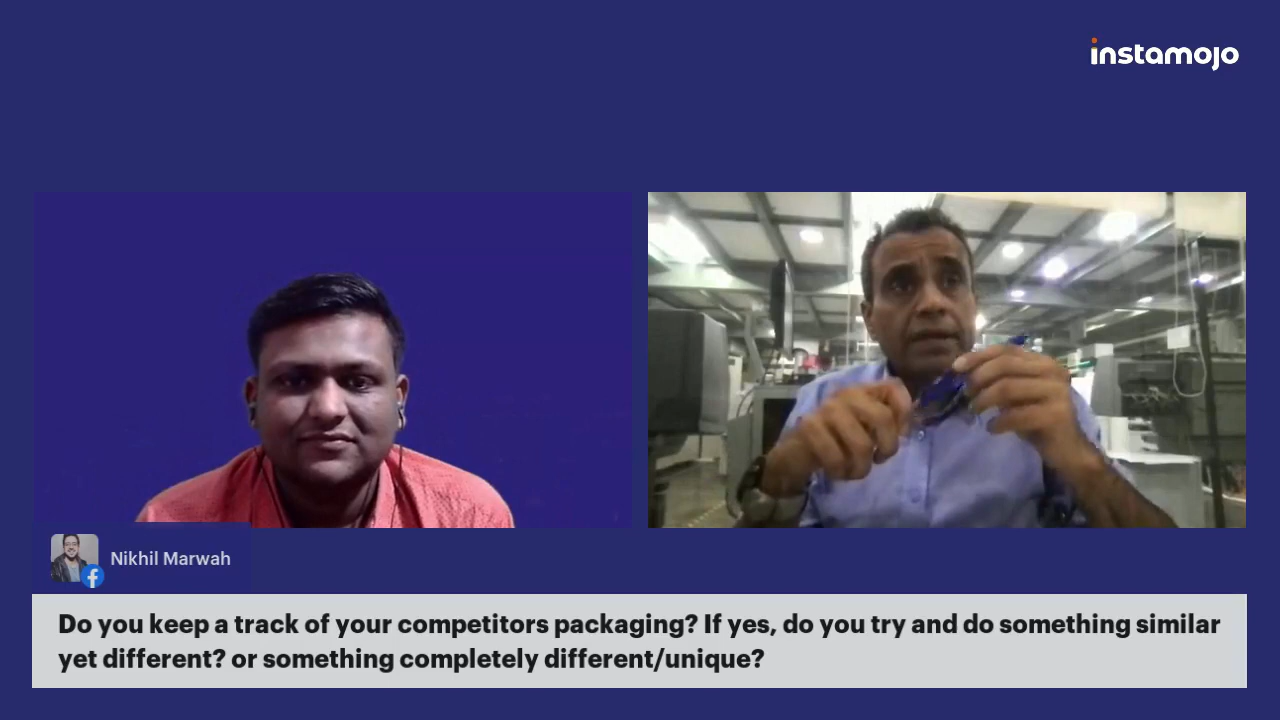 instamojo
Nikhil Marwah
Do you keep a track of your competitors packaging? If yes, do you try and do something similar
yet different? or something completely different/unique?